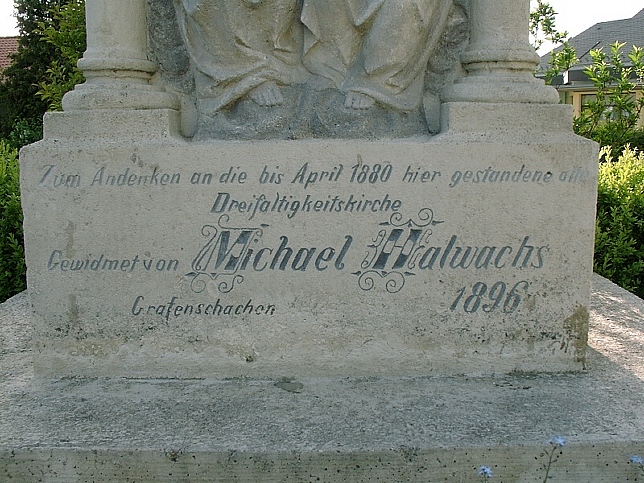 Zum Andenken an die bis April 1880 hier gestandene alte
Dreifaltigkeitskirche
Gewidmet von Michael Halwachs
Grafenschachen 1896